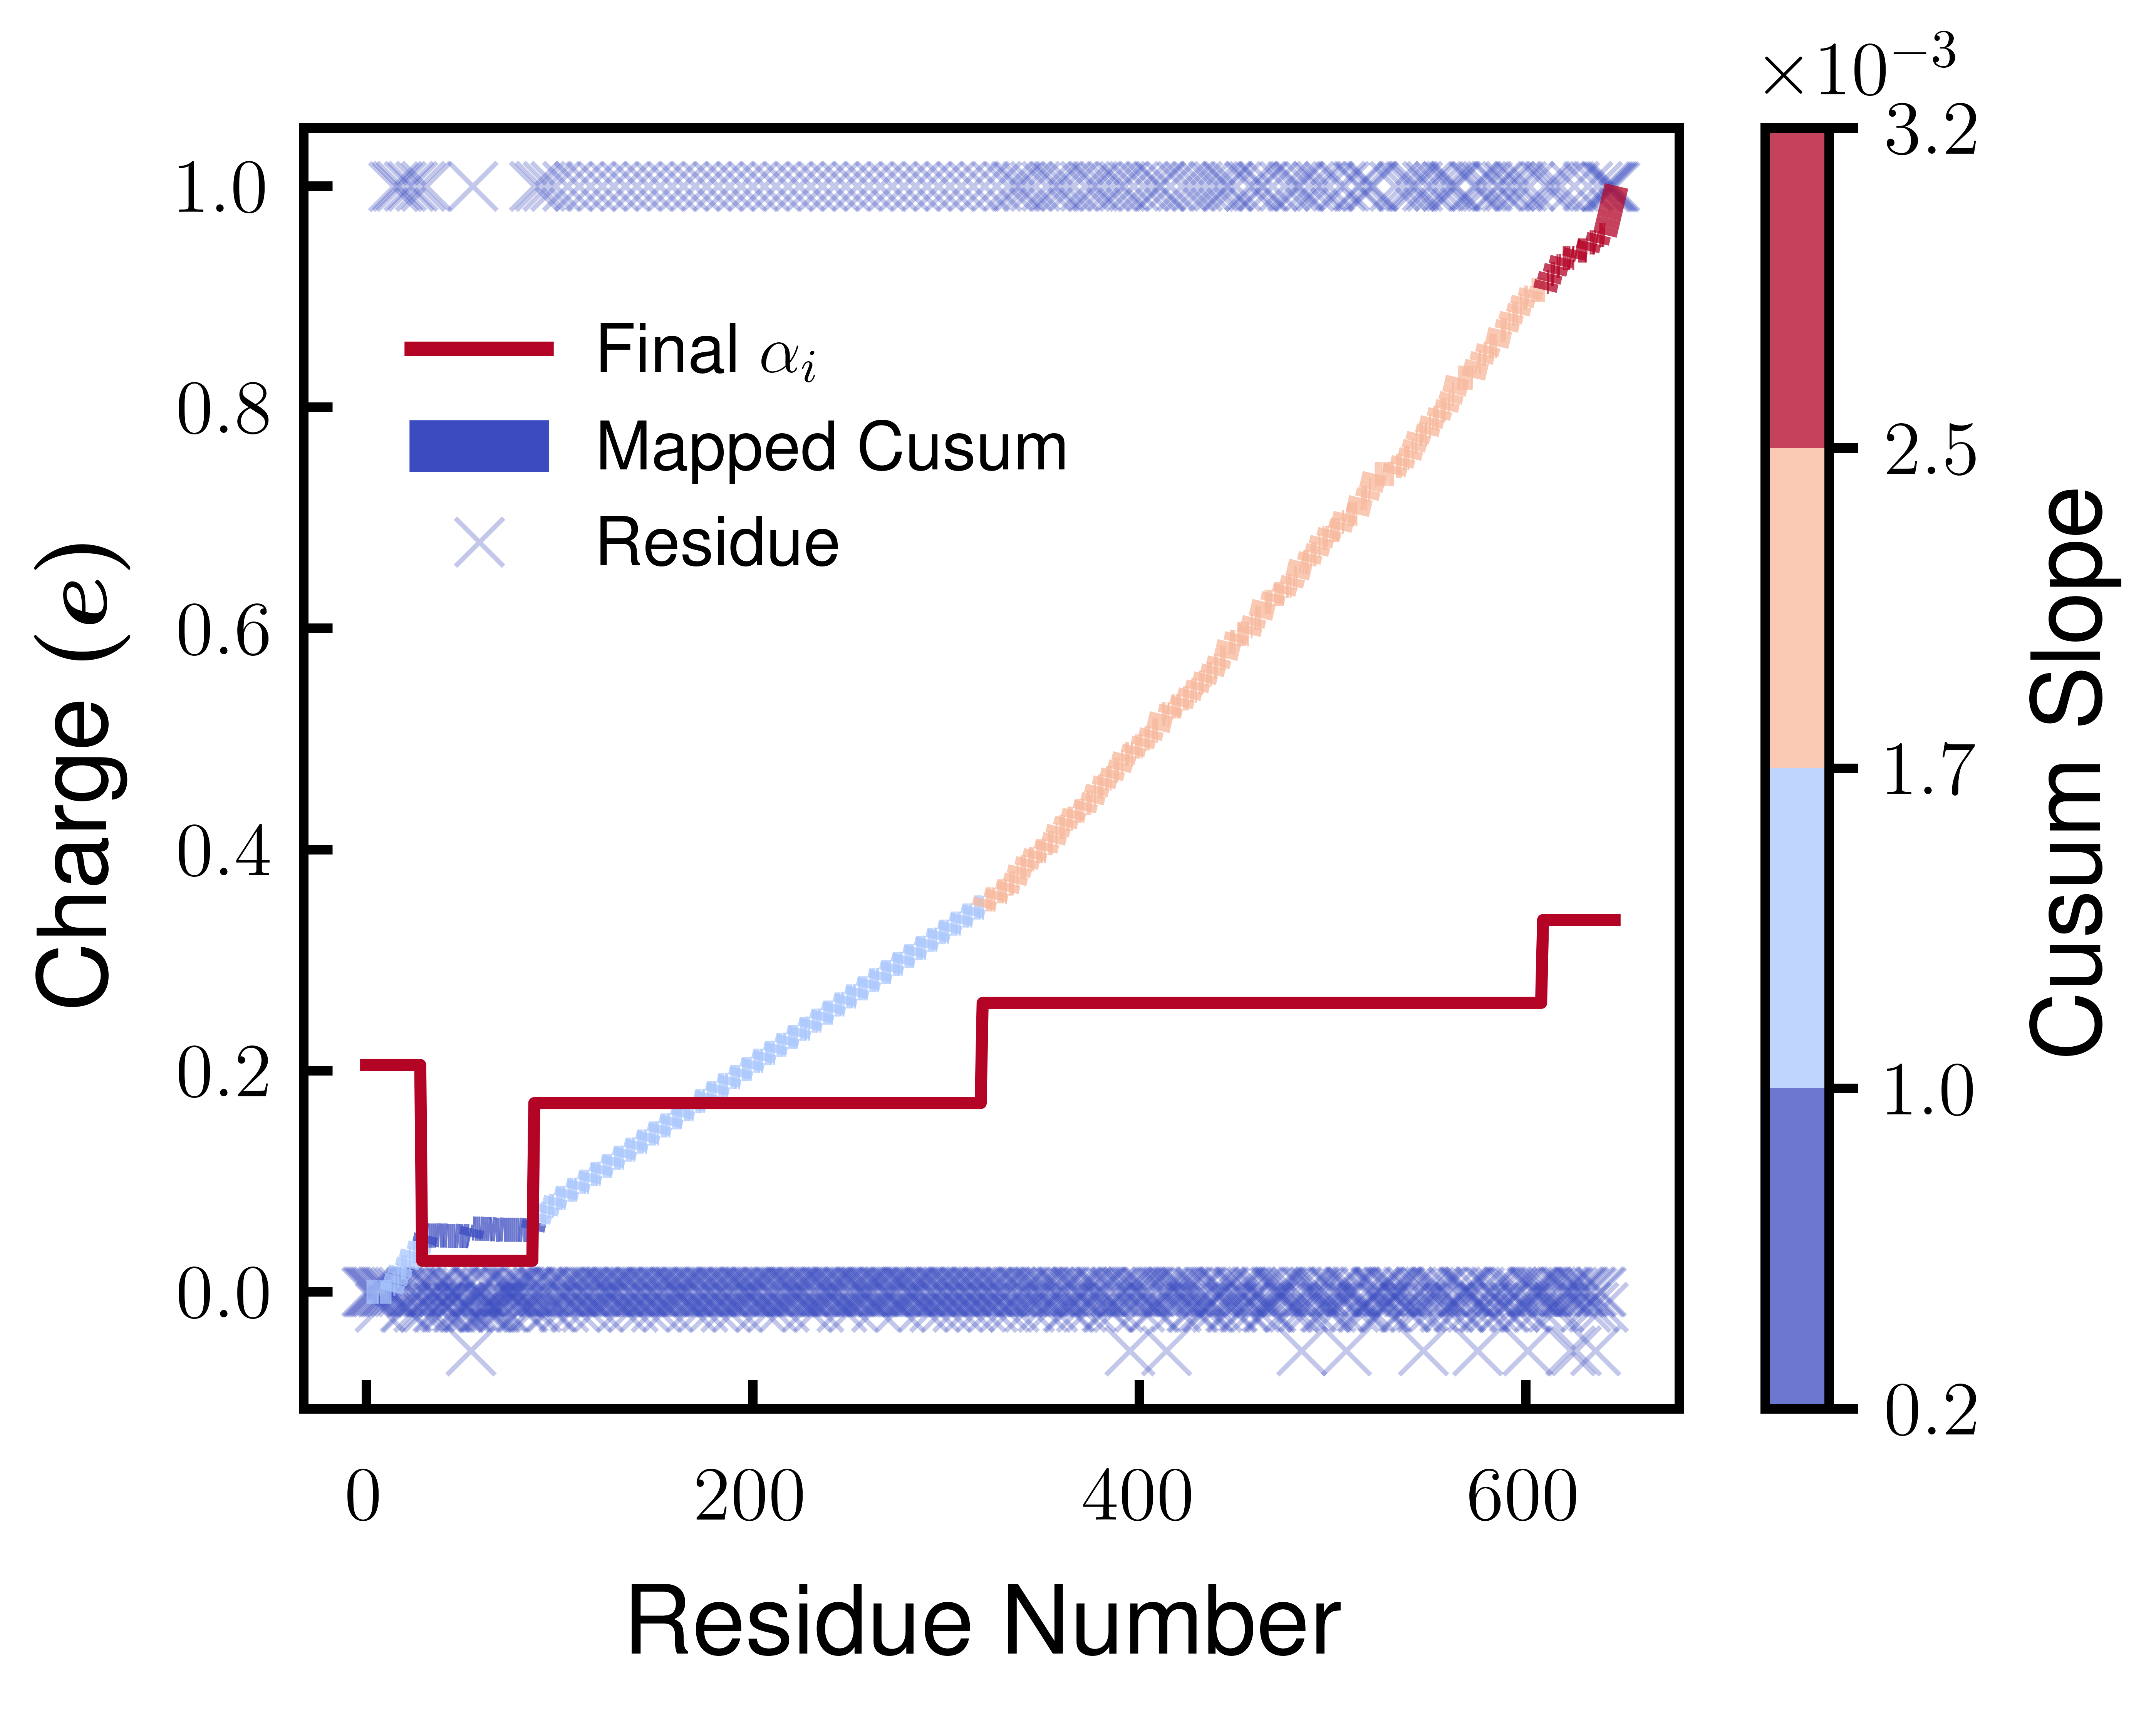 ×10⁻³
1.0
0.8
0.6
0.4
0.2
0.0
Charge (e)
Final αᵢ
Mapped Cusum
Residue
0 200 400 600
Residue Number
3.2
2.5
1.7
1.0
0.2
Cusum Slope